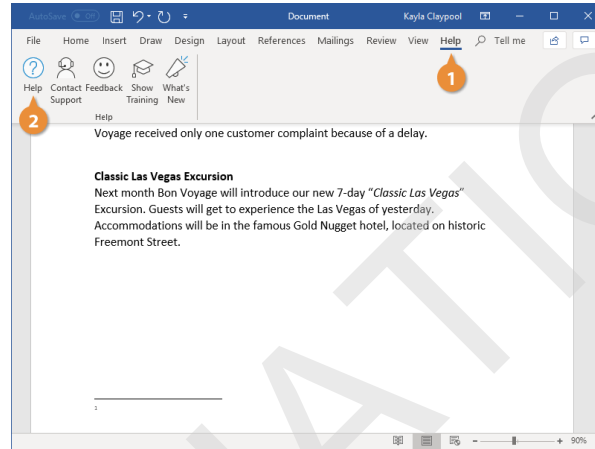 AutoSave Off Document Kayla Claypool
File Home Insert Draw Design Layout References Mailings Review View Help Tell me
1
Help Contact Support Feedback Show Training What's New
Help
2
Voyage received only one customer complaint because of a delay.
Classic Las Vegas Excursion
Next month Bon Voyage will introduce our new 7-day “Classic Las Vegas”
Excursion. Guests will get to experience the Las Vegas of yesterday.
Accommodations will be in the famous Gold Nugget hotel, located on historic
Freemont Street.
1
90%